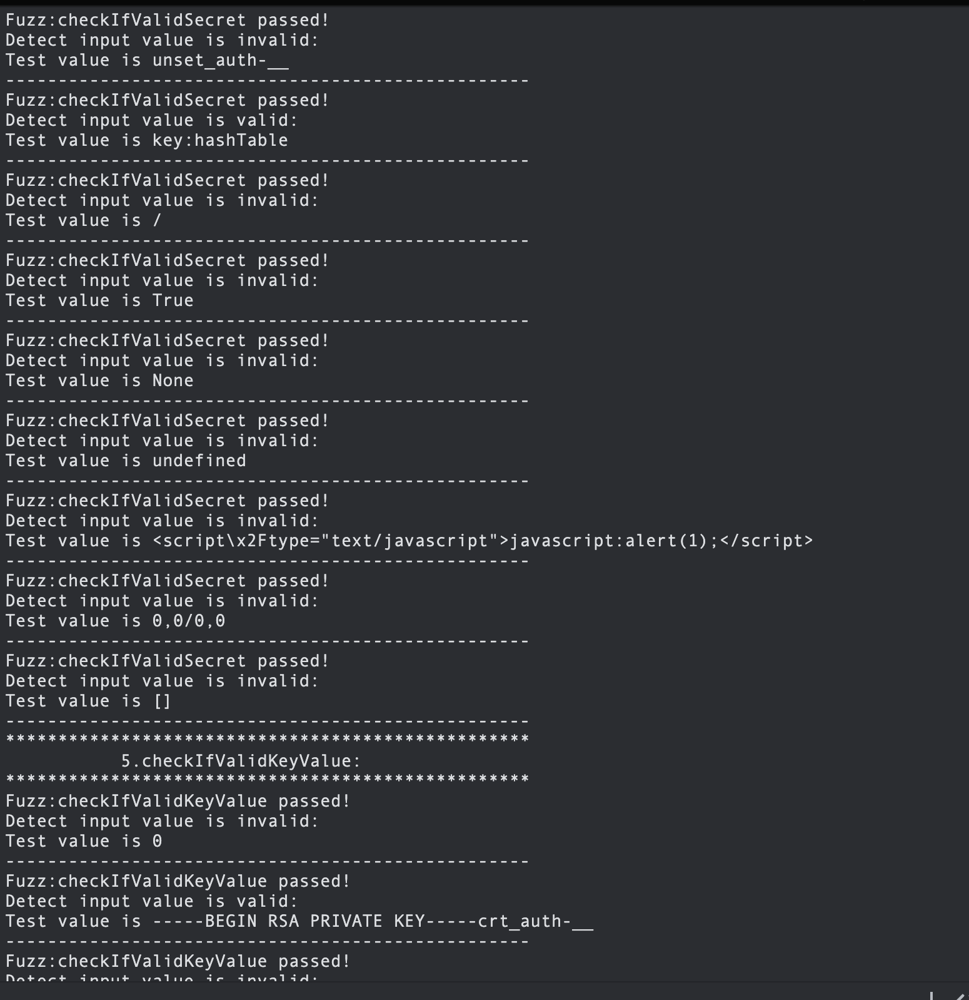 Fuzz:checkIfValidSecret passed!
Detect input value is invalid:
Test value is unset_auth-__
--------------------------------------------------
Fuzz:checkIfValidSecret passed!
Detect input value is valid:
Test value is key:hashTable
--------------------------------------------------
Fuzz:checkIfValidSecret passed!
Detect input value is invalid:
Test value is /
--------------------------------------------------
Fuzz:checkIfValidSecret passed!
Detect input value is invalid:
Test value is True
--------------------------------------------------
Fuzz:checkIfValidSecret passed!
Detect input value is invalid:
Test value is None
--------------------------------------------------
Fuzz:checkIfValidSecret passed!
Detect input value is invalid:
Test value is undefined
--------------------------------------------------
Fuzz:checkIfValidSecret passed!
Detect input value is invalid:
Test value is <script\x2Ftype="text/javascript">javascript:alert(1);</script>
--------------------------------------------------
Fuzz:checkIfValidSecret passed!
Detect input value is invalid:
Test value is 0,0/0,0
--------------------------------------------------
Fuzz:checkIfValidSecret passed!
Detect input value is invalid:
Test value is []
--------------------------------------------------
**************************************************
           5.checkIfValidKeyValue:
**************************************************
Fuzz:checkIfValidKeyValue passed!
Detect input value is invalid:
Test value is 0
--------------------------------------------------
Fuzz:checkIfValidKeyValue passed!
Detect input value is valid:
Test value is -----BEGIN RSA PRIVATE KEY-----crt_auth-__
--------------------------------------------------
Fuzz:checkIfValidKeyValue passed!
Detect input value is invalid: